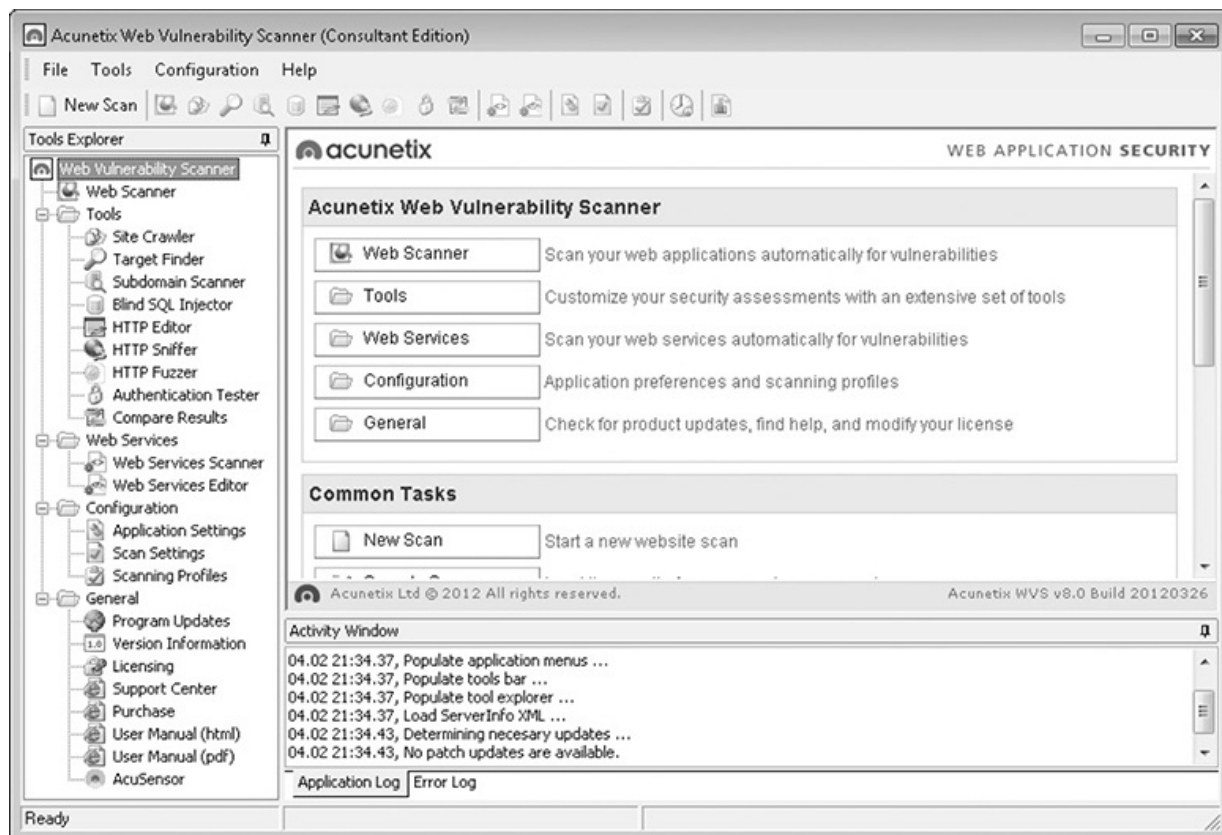 Acunetix Web Vulnerability Scanner (Consultant Edition)
File Tools Configuration Help
New Scan
Tools Explorer
Web Vulnerability Scanner
Web Scanner
Tools
Site Crawler
Target Finder
Subdomain Scanner
Blind SQL Injector
HTTP Editor
HTTP Sniffer
HTTP Fuzzer
Authentication Tester
Compare Results
Web Services
Web Services Scanner
Web Services Editor
Configuration
Application Settings
Scan Settings
Scanning Profiles
General
Program Updates
1.0 Version Information
Licensing
Support Center
Purchase
User Manual (html)
User Manual (pdf)
AcuSensor
acunetix
WEB APPLICATION SECURITY
Acunetix Web Vulnerability Scanner
Web Scanner Scan your web applications automatically for vulnerabilities
Tools Customize your security assessments with an extensive set of tools
Web Services Scan your web services automatically for vulnerabilities
Configuration Application preferences and scanning profiles
General Check for product updates, find help, and modify your license
Common Tasks
New Scan Start a new website scan
Acunetix Ltd © 2012 All rights reserved.
Acunetix WVS v8.0 Build 20120326
Activity Window
04.02 21:34.37, Populate application menus ...
04.02 21:34.37, Populate tools bar ...
04.02 21:34.37, Populate tool explorer ...
04.02 21:34.37, Load ServerInfo XML ...
04.02 21:34.43, Determining necesary updates ...
04.02 21:34.43, No patch updates are available.
Application Log Error Log
Ready